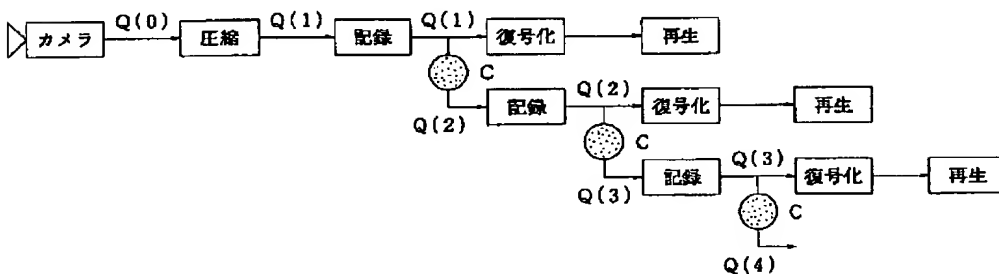 Q(0) Q(1) Q(1)
カメラ 圧縮 記録 復号化 再生
C
Q(2)
Q(2) 記録 復号化 再生
C
Q(3)
Q(3) 記録 復号化 再生
C
Q(4)